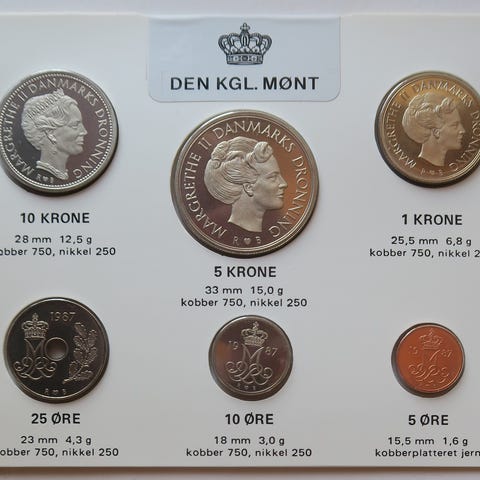 DEN KGL. MØNT
MARGRETHE II DANMARKS DRONNING
R B
10 KRONE
28 mm 12,5 g
kobber 750, nikkel 250
MARGRETHE II DANMARKS DRONNING
R B
5 KRONE
33 mm 15,0 g
kobber 750, nikkel 250
MARGRETHE II DANMARKS DRONNING
R B
1 KRONE
25,5 mm 6,8 g
kobber 750, nikkel
1987
R B
25 ØRE
23 mm 4,3 g
kobber 750, nikkel 250
1987
R B
10 ØRE
18 mm 3,0 g
kobber 750, nikkel 250
1987
5 ØRE
15,5 mm 1,6 g
kobberplatteret jern